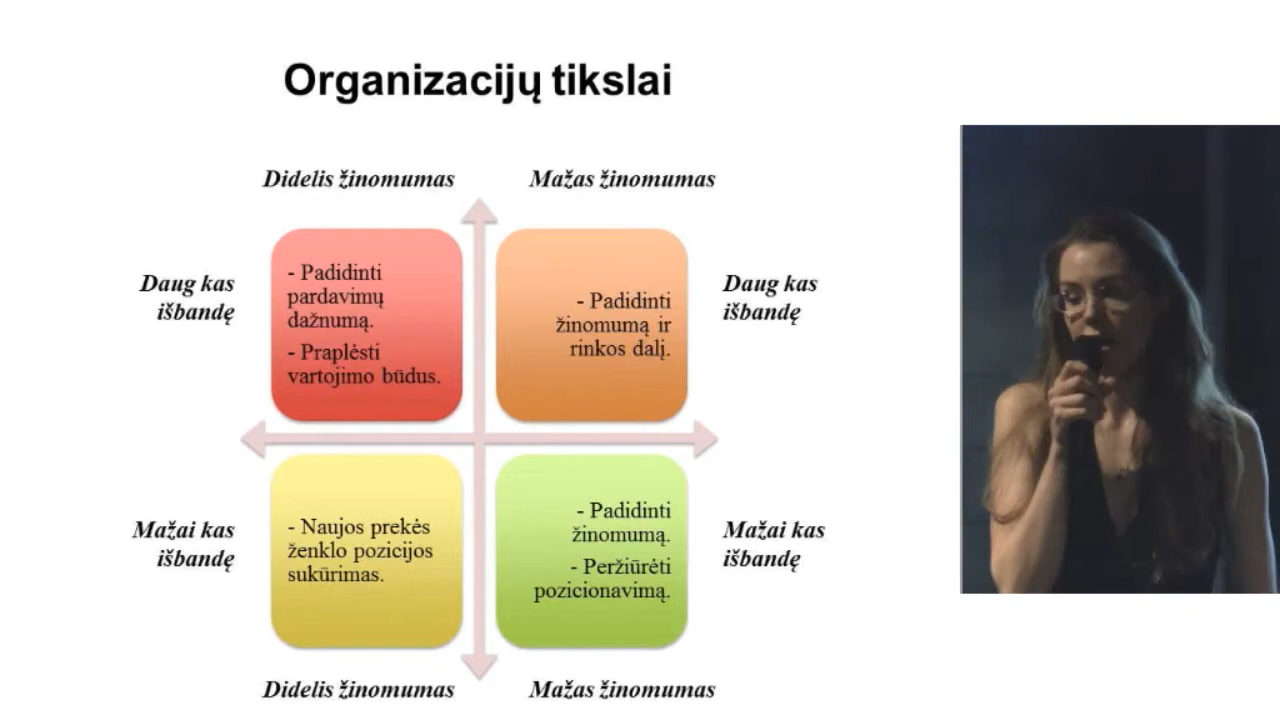 Organizacijų tikslai
Didelis žinomumas
Mažas žinomumas
Daug kas
išbandę
- Padidinti
pardavimų
dažnumą.
- Praplėsti
vartojimo būdus.
- Padidinti
žinomumą ir
rinkos dalį.
Daug kas
išbandę
Mažai kas
išbandę
- Naujos prekės
ženklo pozicijos
sukūrimas.
- Padidinti
žinomumą.
- Peržiūrėti
pozicionavimą.
Mažai kas
išbandę
Didelis žinomumas
Mažas žinomumas